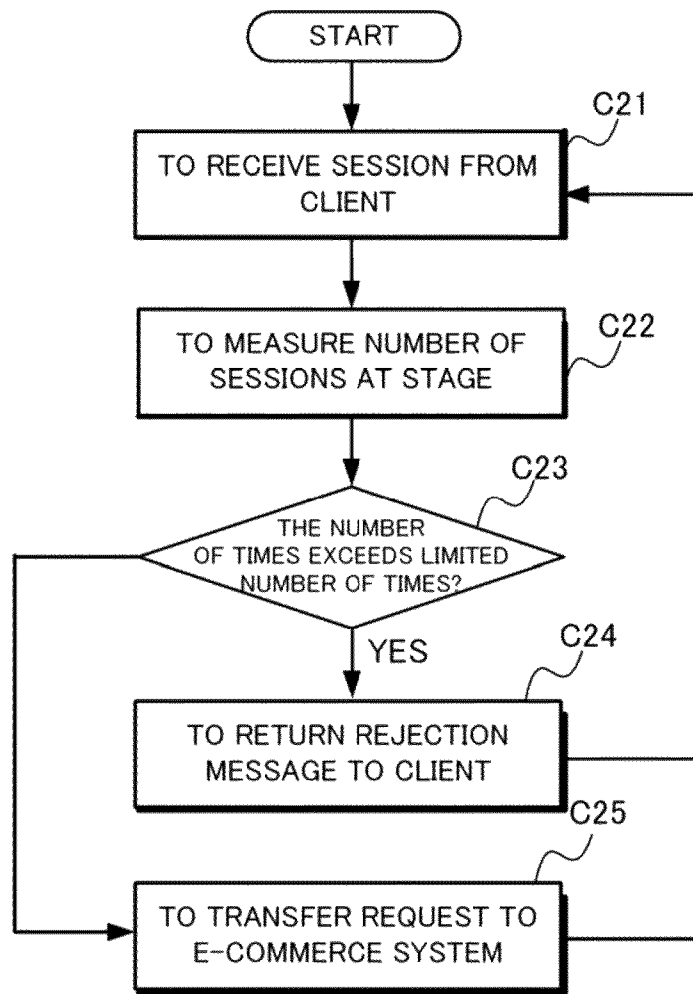 START
C21
TO RECEIVE SESSION FROM
CLIENT
C22
TO MEASURE NUMBER OF
SESSIONS AT STAGE
C23
THE NUMBER
OF TIMES EXCEEDS LIMITED
NUMBER OF TIMES?
YES
C24
TO RETURN REJECTION
MESSAGE TO CLIENT
C25
TO TRANSFER REQUEST TO
E-COMMERCE SYSTEM